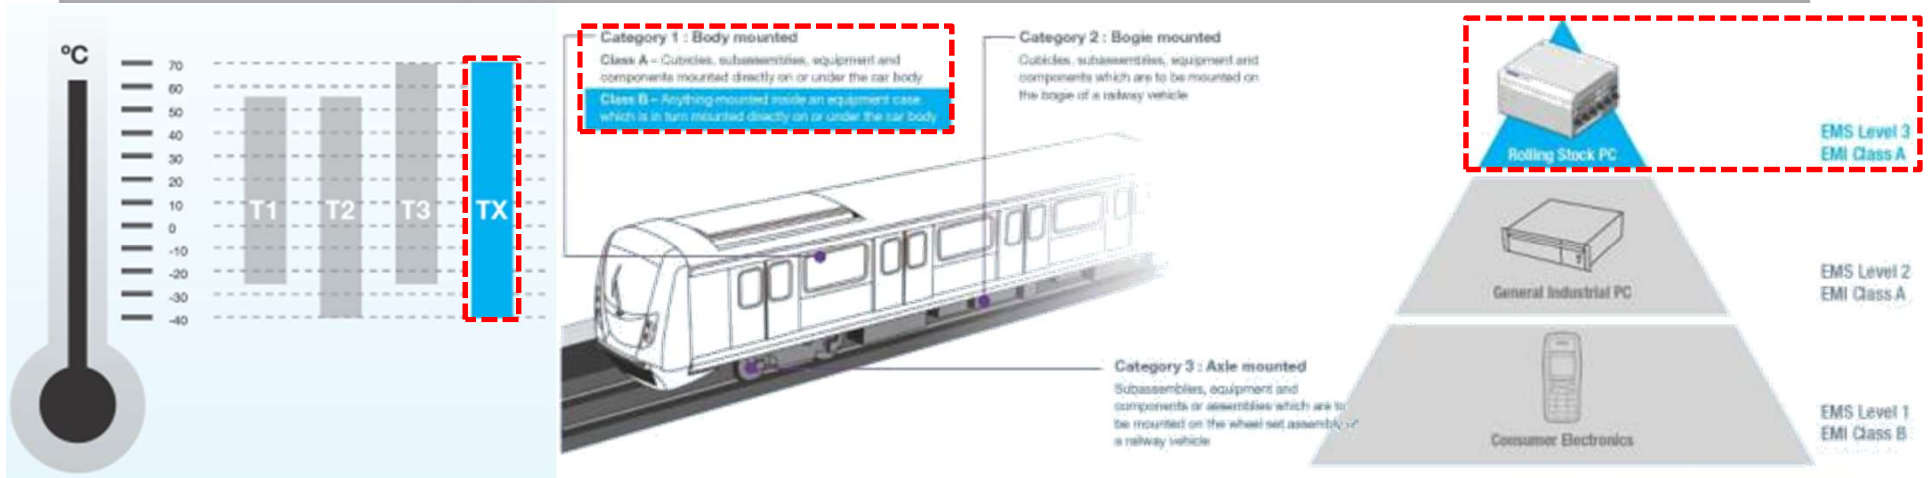 °C
70
60
50
40
30
20
10
0
-10
-20
-30
-40
T1
T2
T3
TX
Category 1 : Body mounted
Class A – Cubicles, subassemblies, equipment and
components mounted directly on or under the car body
Class B – Anything mounted inside an equipment case
which is in turn mounted directly on or under the car body
Category 2 : Bogie mounted
Cubicles, subassemblies, equipment and
components which are to be mounted on
the bogie of a railway vehicle
Category 3 : Axle mounted
Subassemblies, equipment and
components or assemblies which are to
be mounted on the wheel set assembly of
a railway vehicle
Rolling Stock PC
EMS Level 3
EMI Class A
General Industrial PC
EMS Level 2
EMI Class A
Consumer Electronics
EMS Level 1
EMI Class B